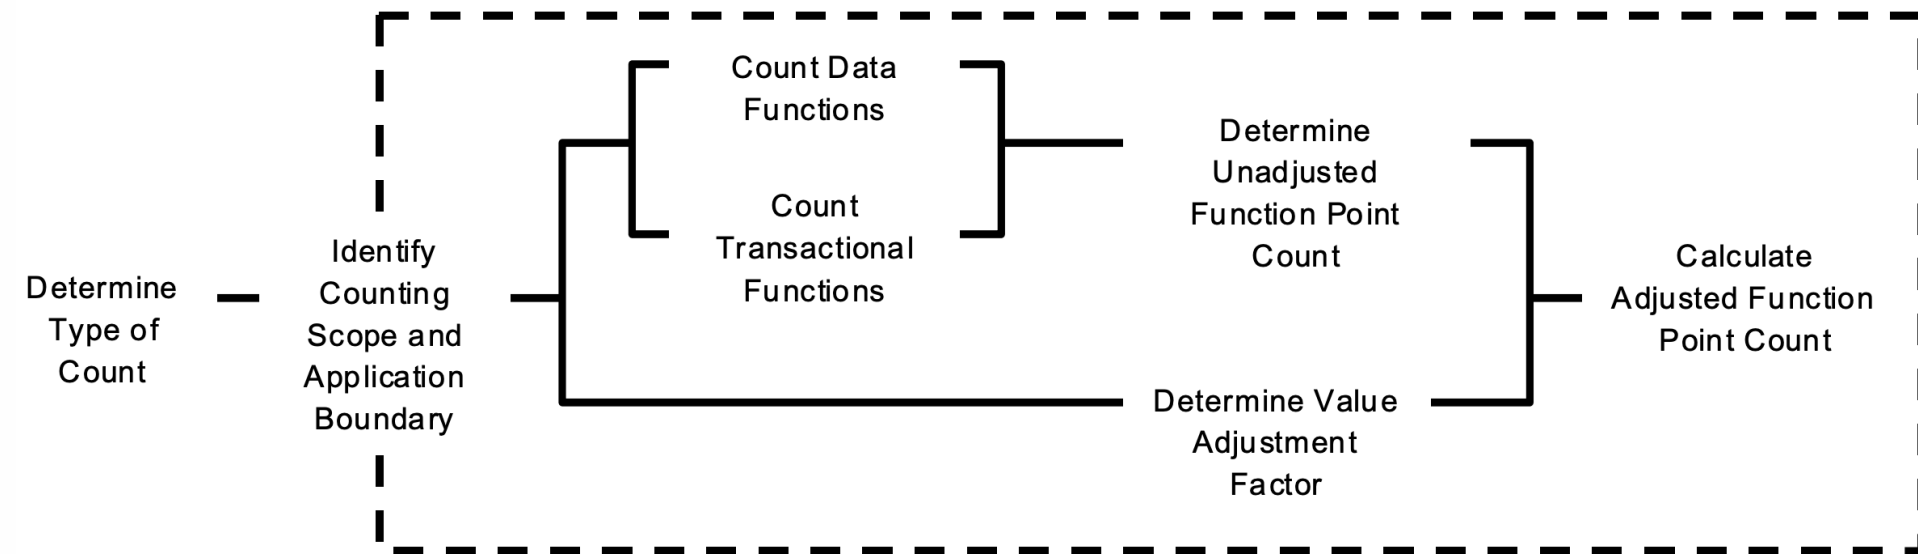 Determine
Type of
Count
Identify
Counting
Scope and
Application
Boundary
Count Data
Functions
Count
Transactional
Functions
Determine
Unadjusted
Function Point
Count
Determine Value
Adjustment
Factor
Calculate
Adjusted Function
Point Count